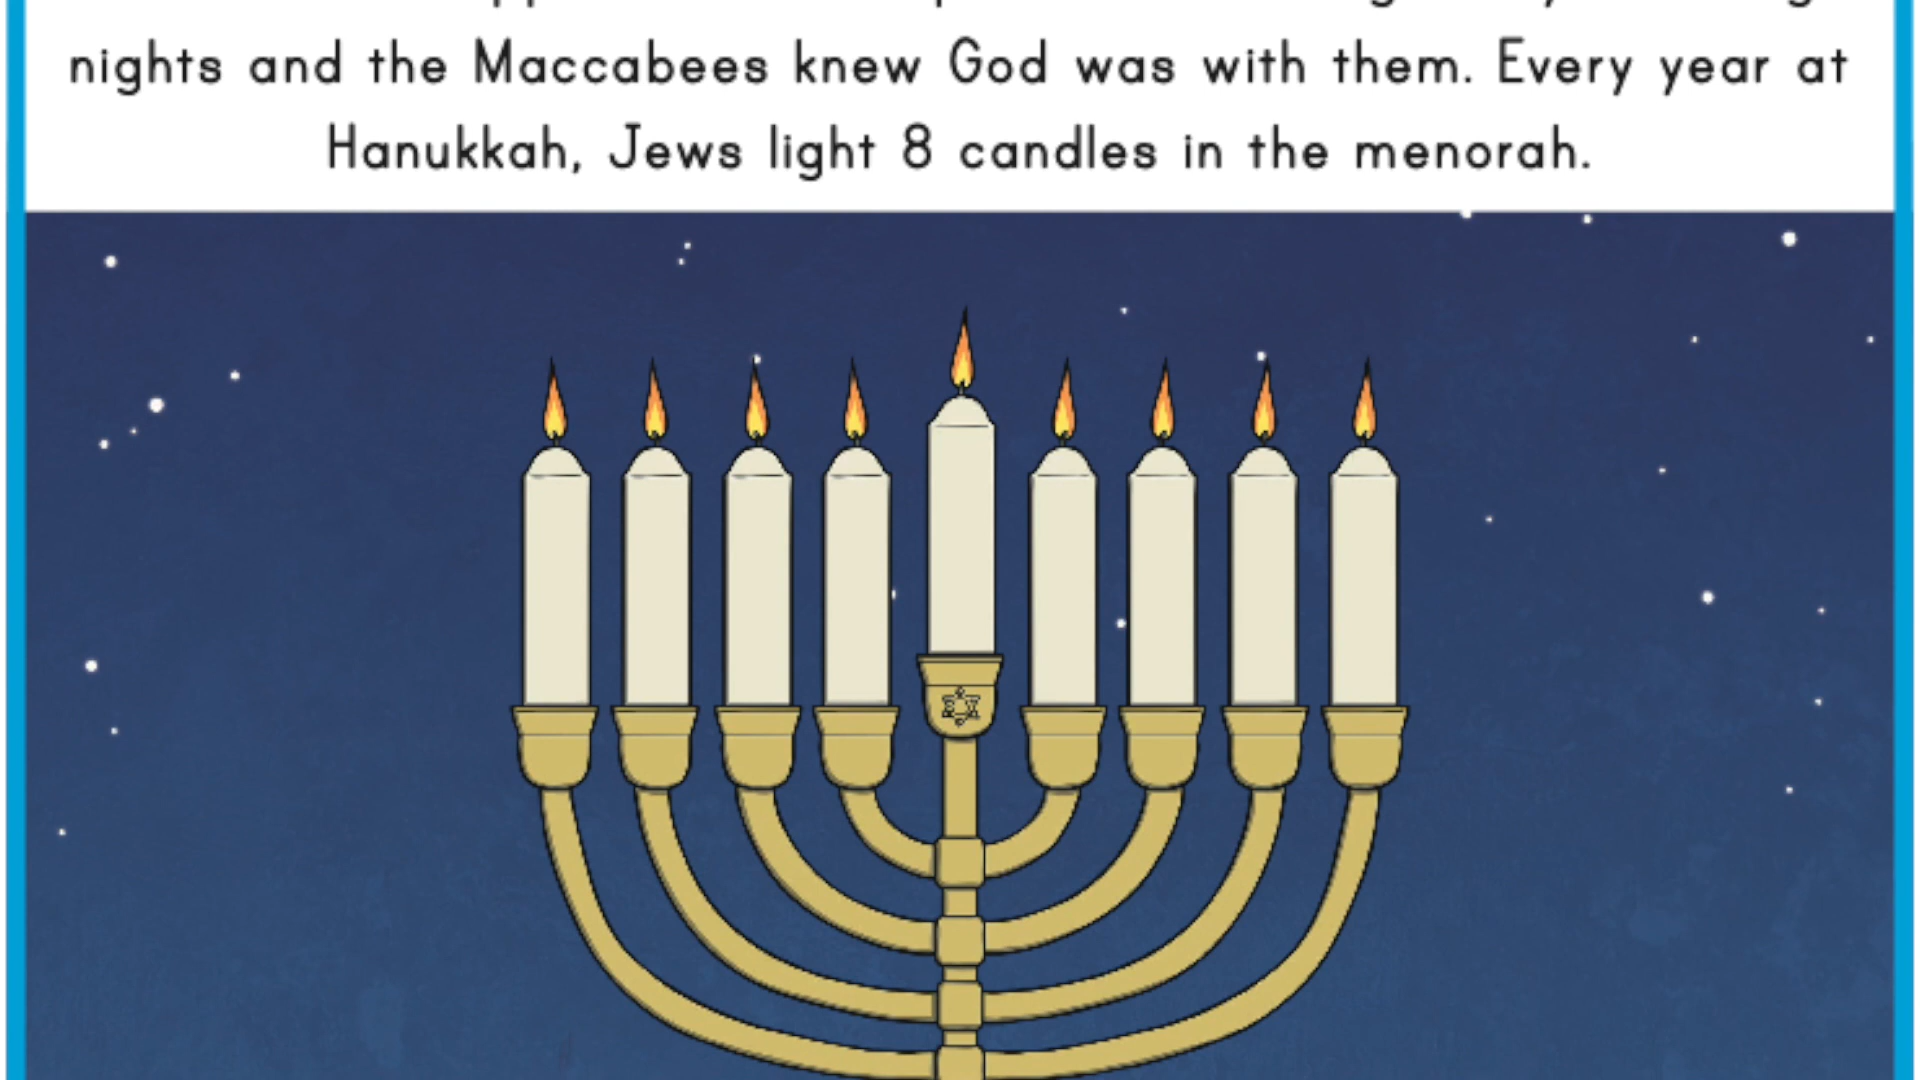 nights and the Maccabees knew God was with them. Every year at
Hanukkah, Jews light 8 candles in the menorah.